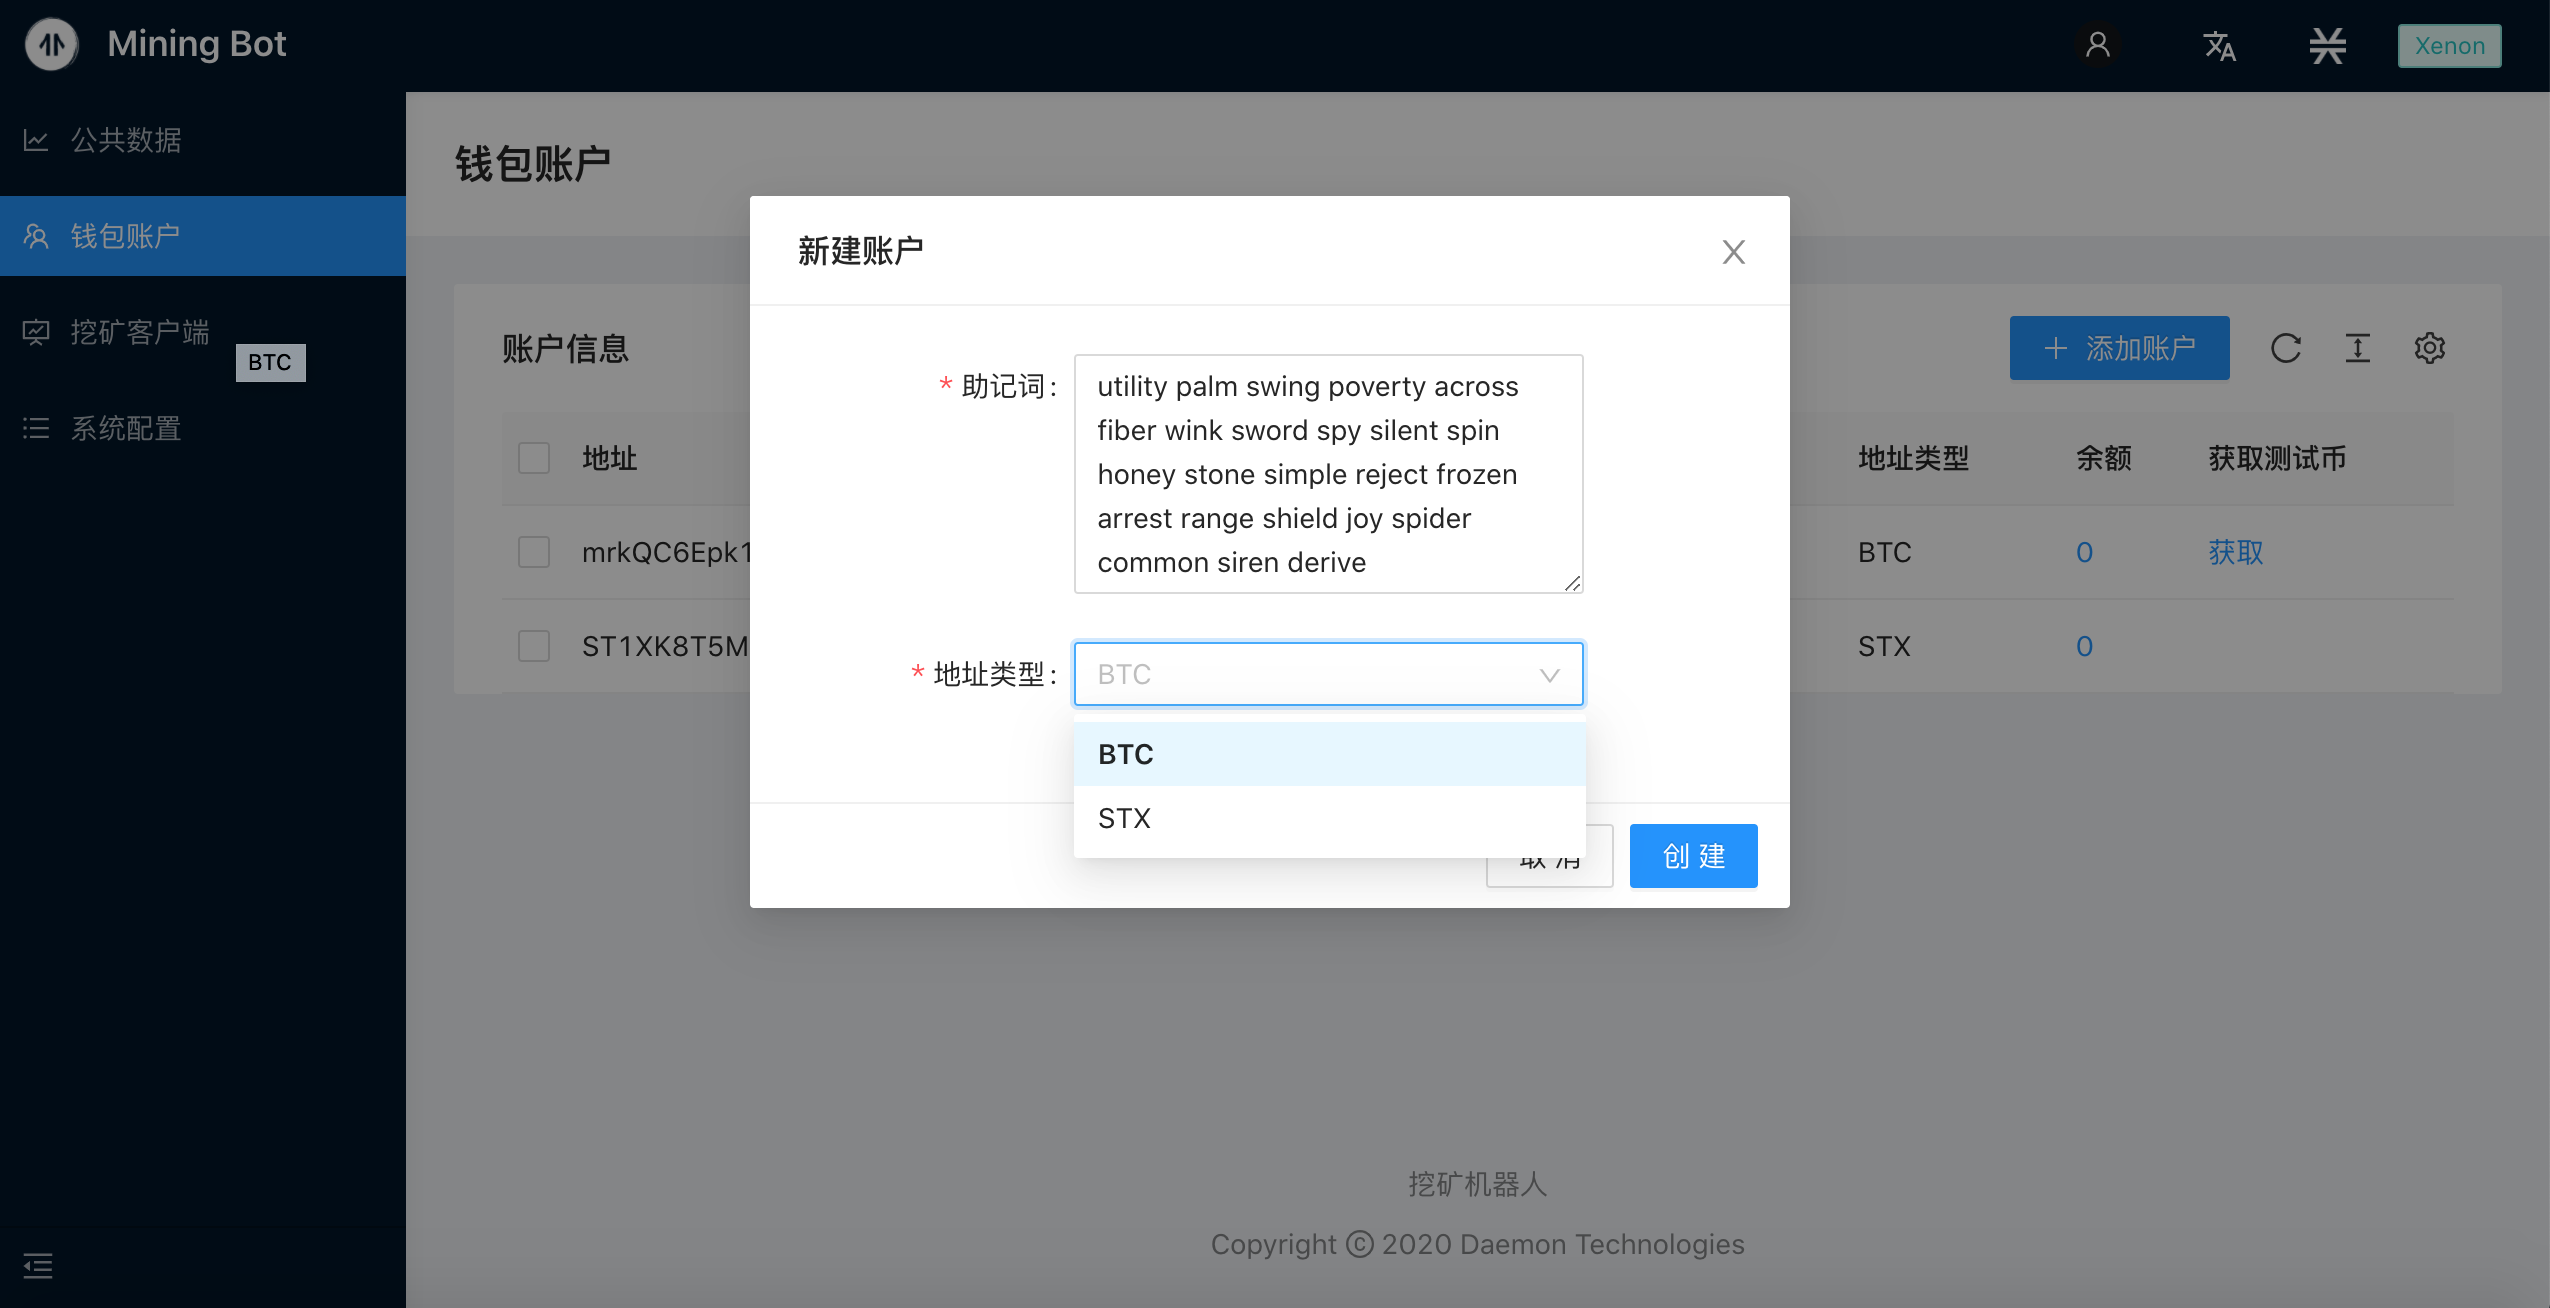 Mining Bot
Xenon
公共数据
钱包账户
挖矿客户端
BTC
系统配置
钱包账户
账户信息
添加账户
地址
地址类型
余额
获取测试币
mrkQC6Epk1
BTC
0
获取
ST1XK8T5M
STX
0
新建账户
* 助记词:
utility palm swing poverty across
fiber wink sword spy silent spin
honey stone simple reject frozen
arrest range shield joy spider
common siren derive
* 地址类型:
BTC
BTC
STX
取 消
创 建
挖矿机器人
Copyright © 2020 Daemon Technologies